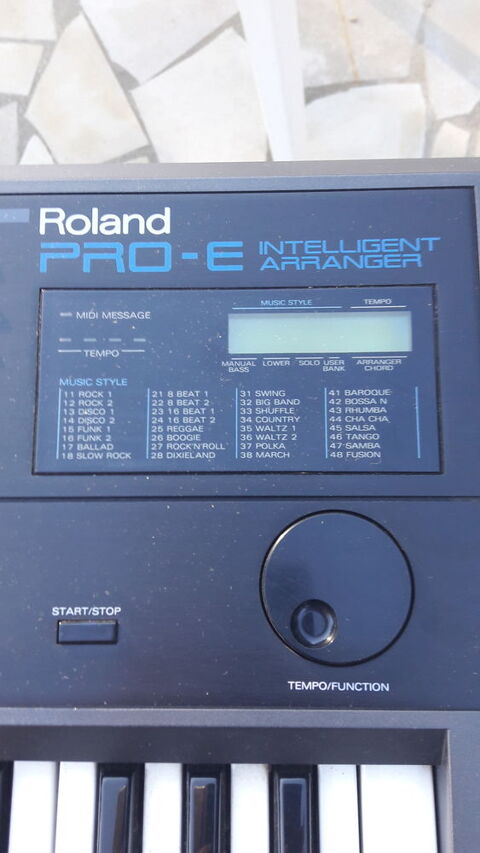 Roland
PRO-E INTELLIGENT ARRANGER
MUSIC STYLE TEMPO
MIDI MESSAGE
TEMPO
MANUAL BASS LOWER SOLO USER BANK ARRANGER CHORD
MUSIC STYLE
11 ROCK 1 21 8 BEAT 1 31 SWING 41 BAROQUE
12 ROCK 2 22 8 BEAT 2 32 BIG BAND 42 BOSSA N
13 DISCO 1 23 16 BEAT 1 33 SHUFFLE 43 RHUMBA
14 DISCO 2 24 16 BEAT 2 34 COUNTRY 44 CHA CHA
15 FUNK 1 25 REGGAE 35 WALTZ 1 45 SALSA
16 FUNK 2 26 BOOGIE 36 WALTZ 2 46 TANGO
17 BALLAD 27 ROCK'N'ROLL 37 POLKA 47 SAMBA
18 SLOW ROCK 28 DIXIELAND 38 MARCH 48 FUSION
START/STOP
TEMPO/FUNCTION